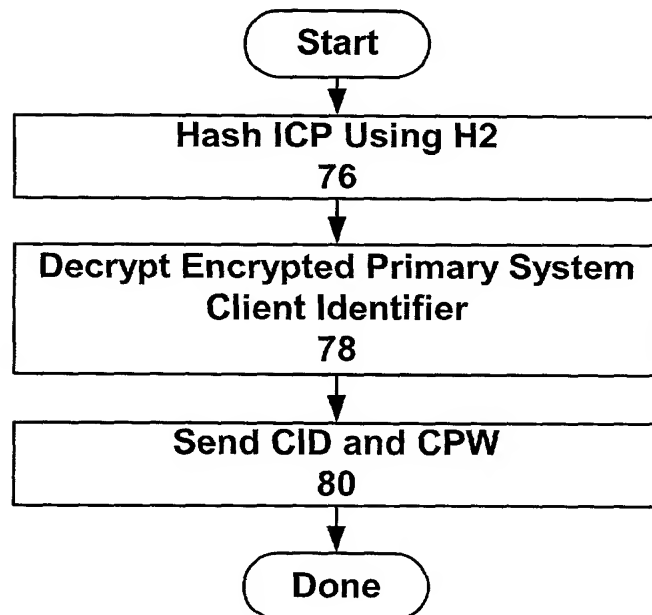 Start
Hash ICP Using H2
76
Decrypt Encrypted Primary System
Client Identifier
78
Send CID and CPW
80
Done